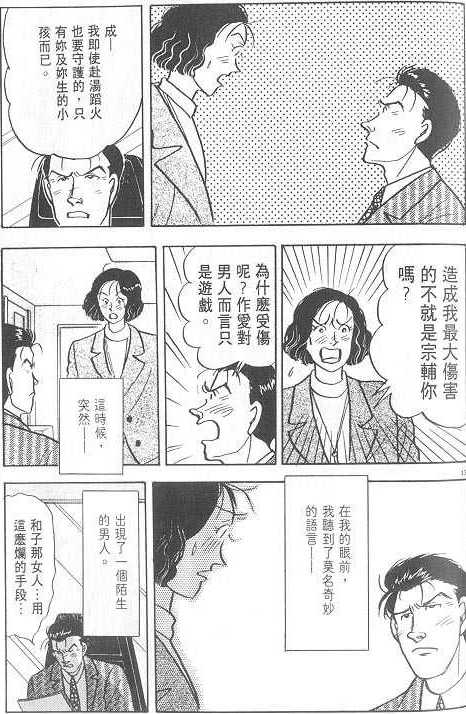 成—
我即使赴湯蹈火
也要守護的，只
有妳及妳生的小
孩而已。
造成我最大傷害
的不就是宗輔你
嗎？
為什麼受傷
呢？作愛對
男人而言只
是遊戲。
這時候，
突然—
在我的眼前，
我聽到了莫名奇妙
的語言—
出現了一個陌生
的男人。
和子那女人…用
這麼爛的手段…